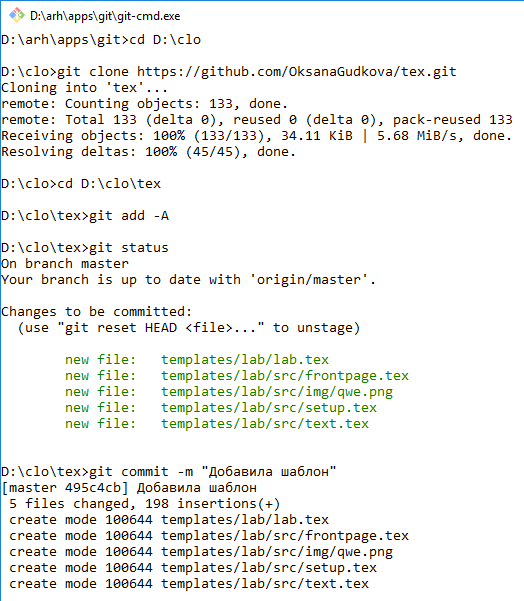 D:\arh\apps\git\git-cmd.exe
D:\arh\apps\git>cd D:\clo
D:\clo>git clone https://github.com/OksanaGudkova/tex.git
Cloning into 'tex'...
remote: Counting objects: 133, done.
remote: Total 133 (delta 0), reused 0 (delta 0), pack-reused 133
Receiving objects: 100% (133/133), 34.11 KiB | 5.68 MiB/s, done.
Resolving deltas: 100% (45/45), done.
D:\clo>cd D:\clo\tex
D:\clo\tex>git add -A
D:\clo\tex>git status
On branch master
Your branch is up to date with 'origin/master'.
Changes to be committed:
  (use "git reset HEAD <file>..." to unstage)
        new file:   templates/lab/lab.tex
        new file:   templates/lab/src/frontpage.tex
        new file:   templates/lab/src/img/qwe.png
        new file:   templates/lab/src/setup.tex
        new file:   templates/lab/src/text.tex
D:\clo\tex>git commit -m "Добавила шаблон"
[master 495c4cb] Добавила шаблон
 5 files changed, 198 insertions(+)
 create mode 100644 templates/lab/lab.tex
 create mode 100644 templates/lab/src/frontpage.tex
 create mode 100644 templates/lab/src/img/qwe.png
 create mode 100644 templates/lab/src/setup.tex
 create mode 100644 templates/lab/src/text.tex